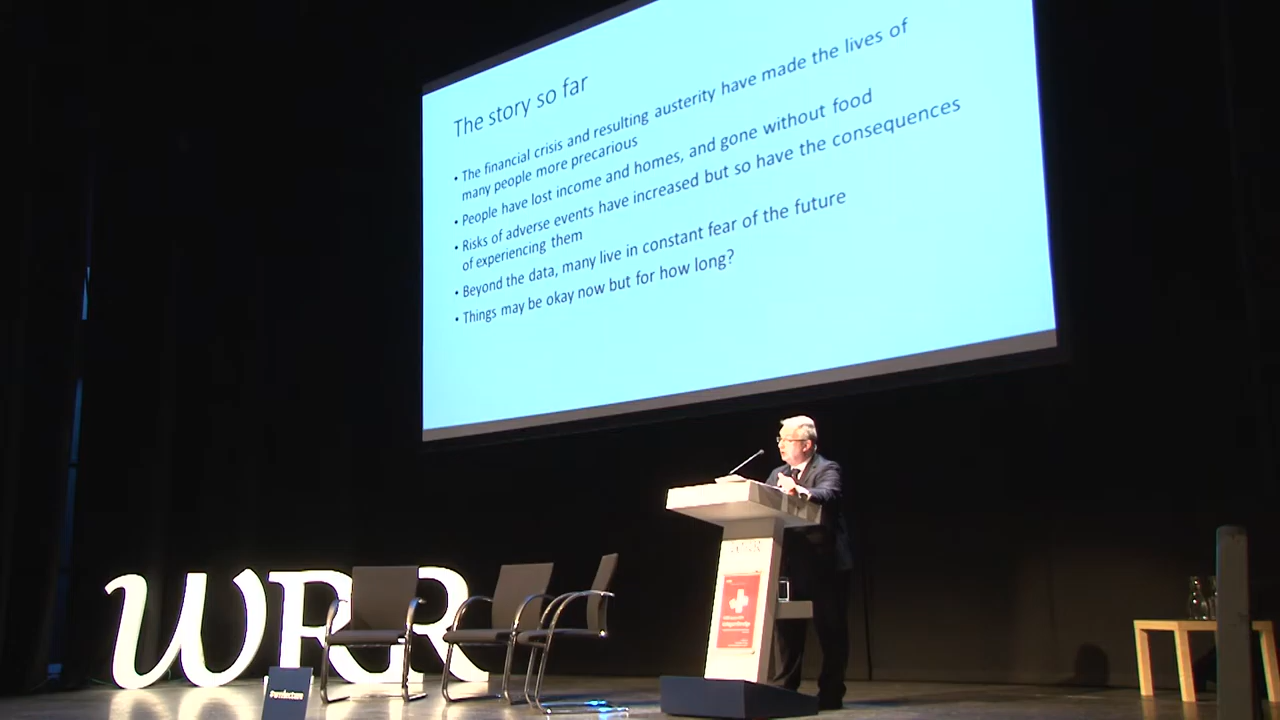 The story so far
• The financial crisis and resulting austerity have made the lives of
many people more precarious
• People have lost income and homes, and gone without food
• Risks of adverse events have increased but so have the consequences
of experiencing them
• Beyond the data, many live in constant fear of the future
• Things may be okay now but for how long?
WRR